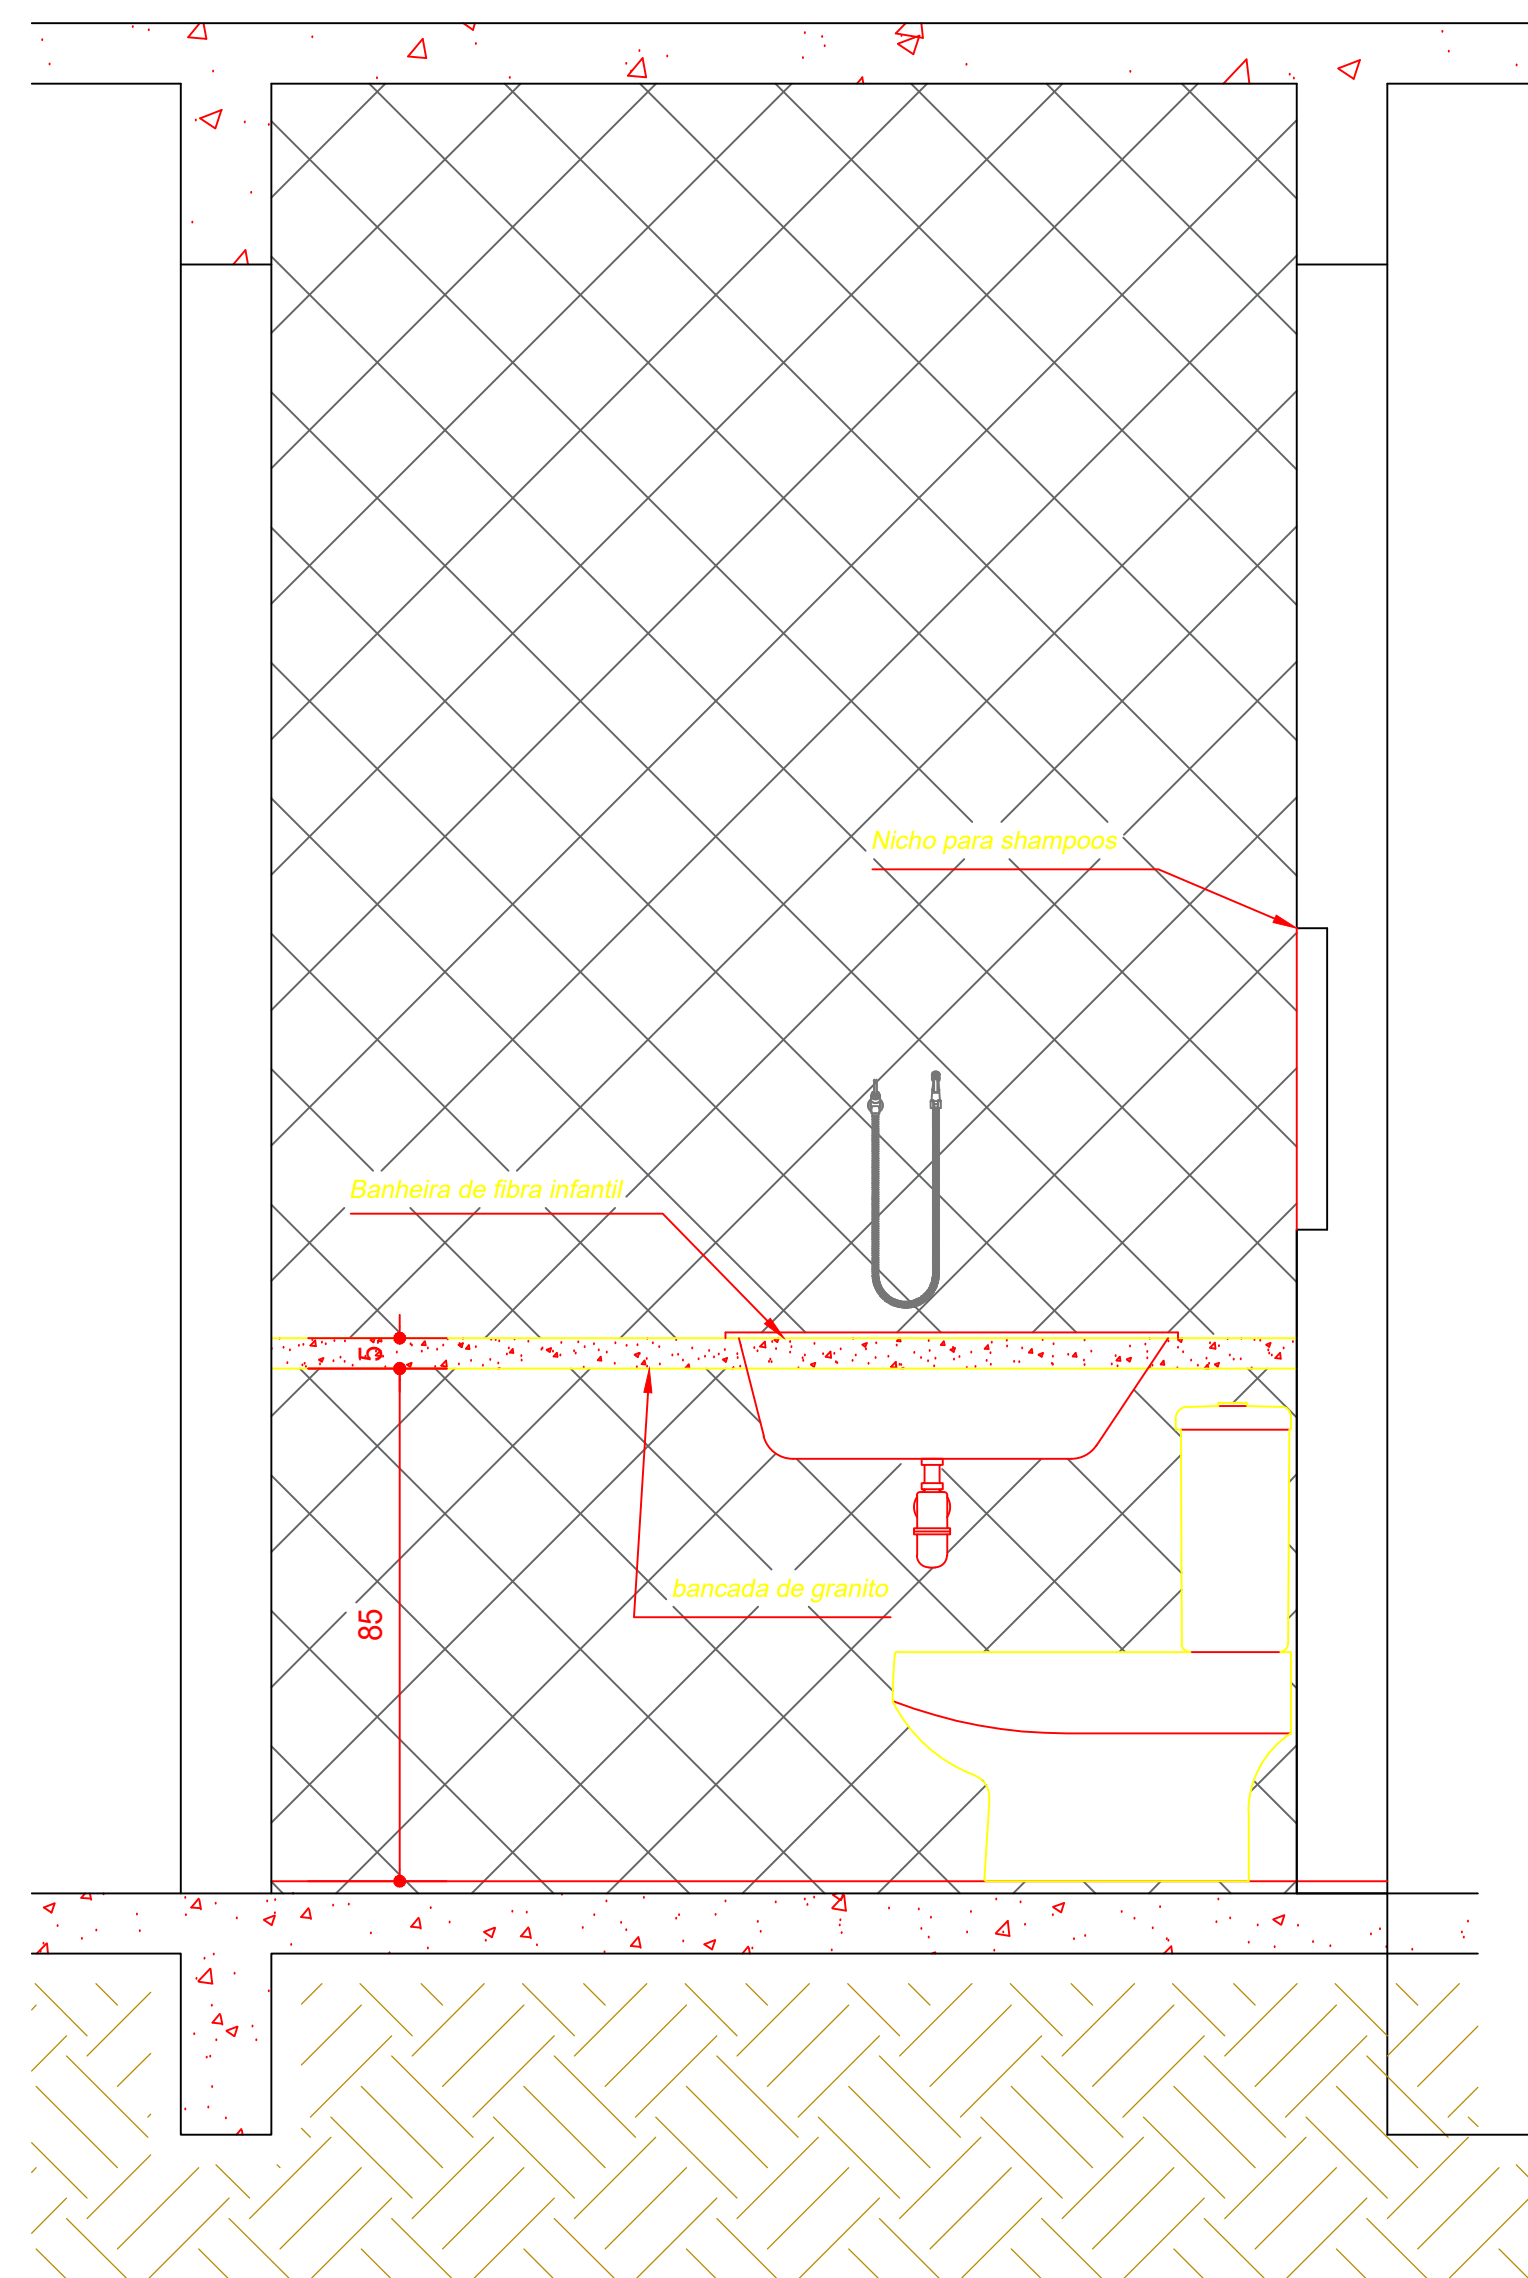 Nicho para shampoos
Banheira de fibra infantil
5
bancada de granito
85